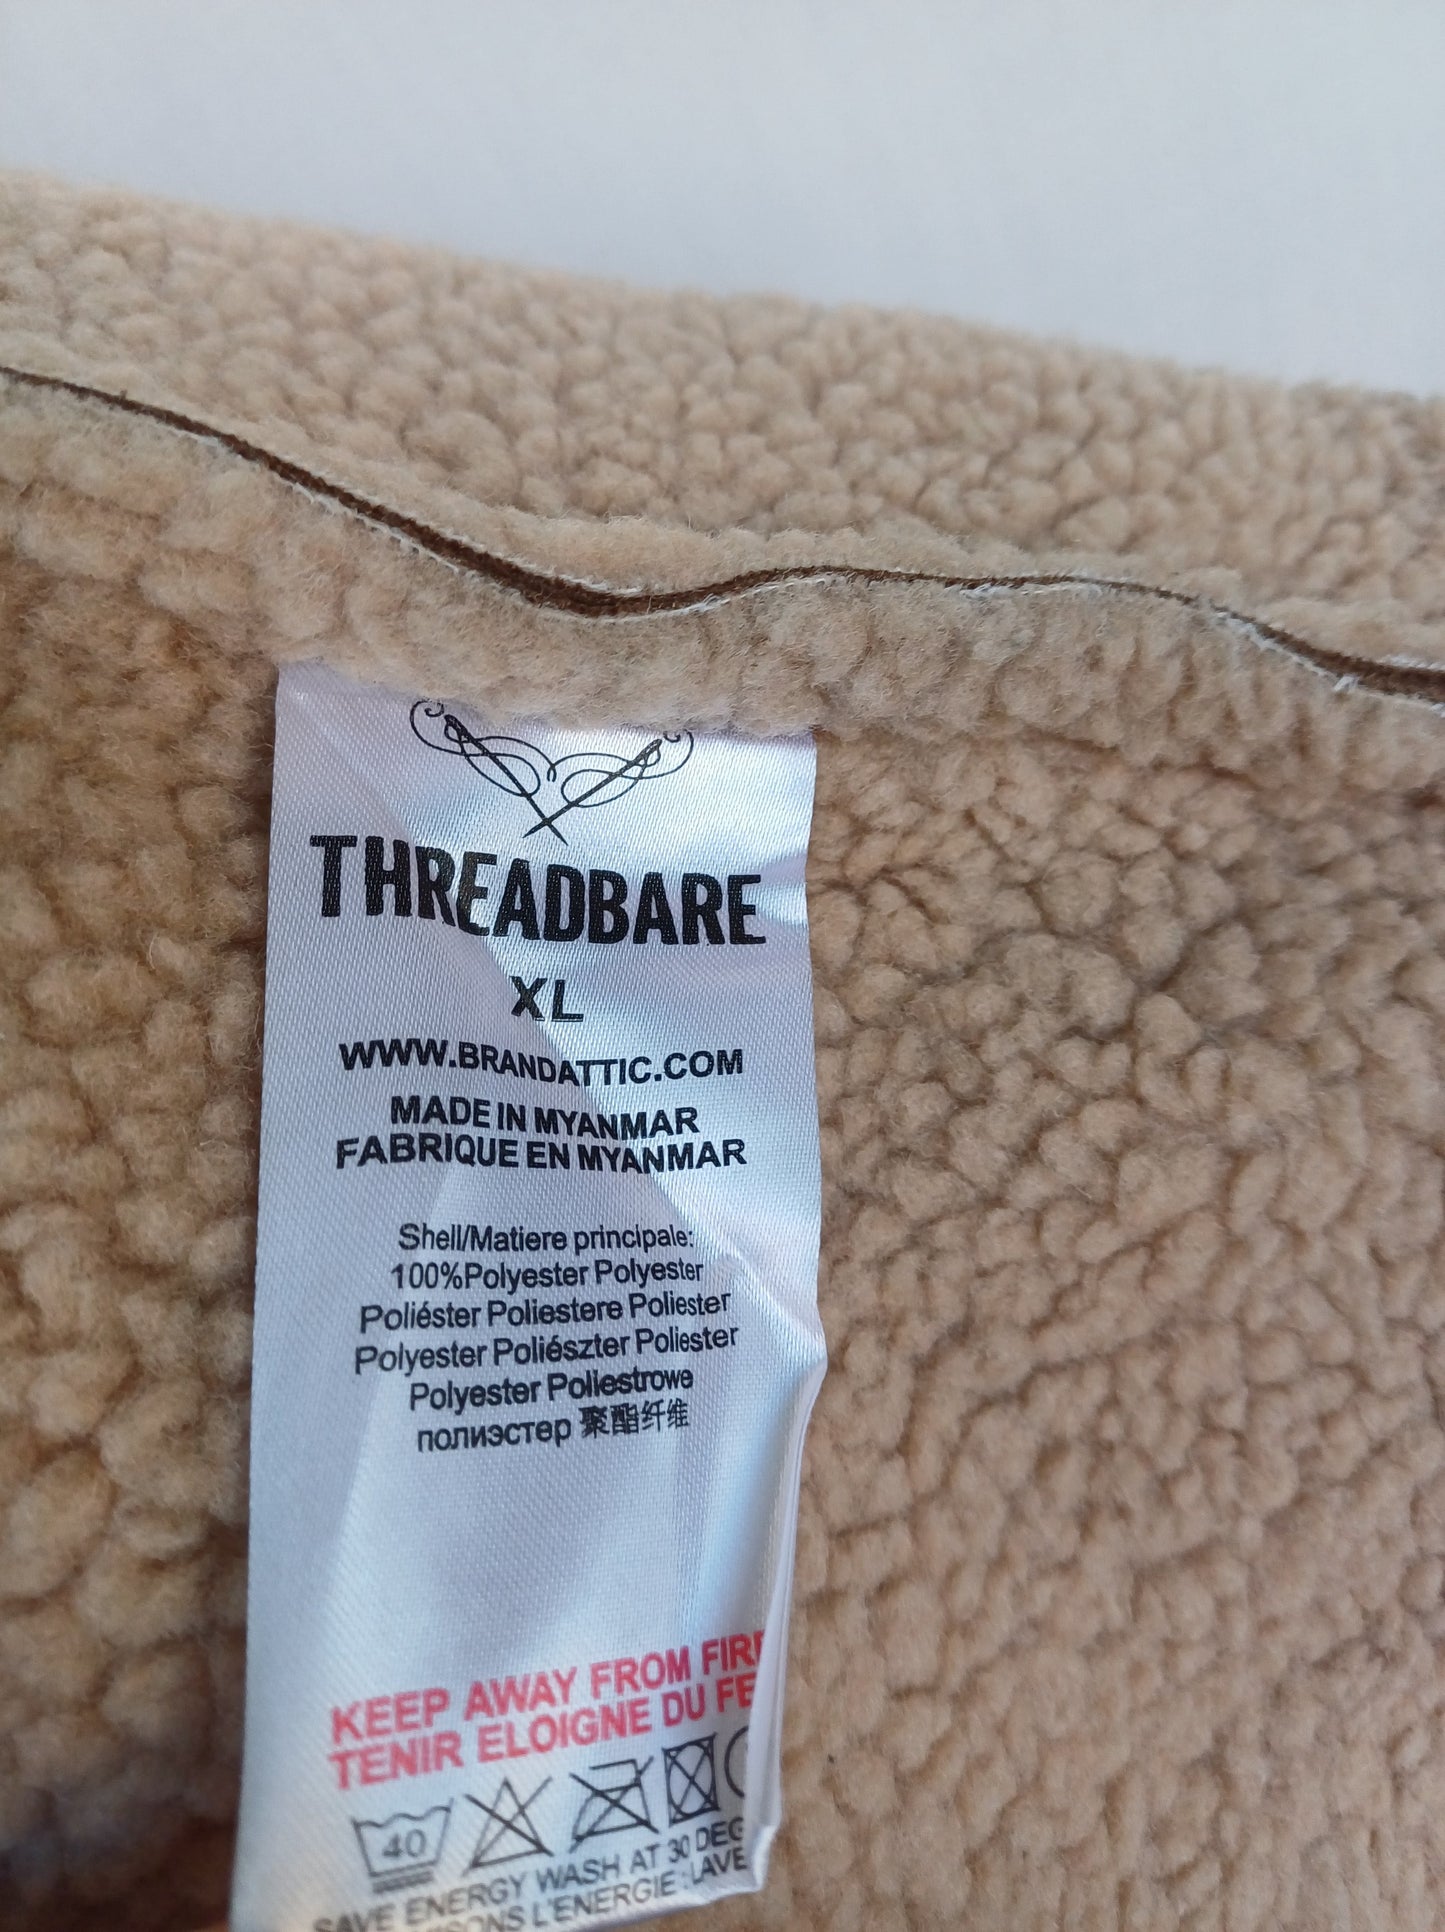 THREADBARE
XL
WWW.BRANDATTIC.COM
MADE IN MYANMAR
FABRIQUE EN MYANMAR
Shell/Matiere principale:
100%Polyester Polyester
Poliéster Poliestere Poliester
Polyester Poliészter Poliester
Polyester Poliestrowe
полиэстер 聚酯纤维
KEEP AWAY FROM FIR
TENIR ELOIGNE DU FE
40
SAVE ENERGY WASH AT 30 DEG
L'ENERGIE : LAVE